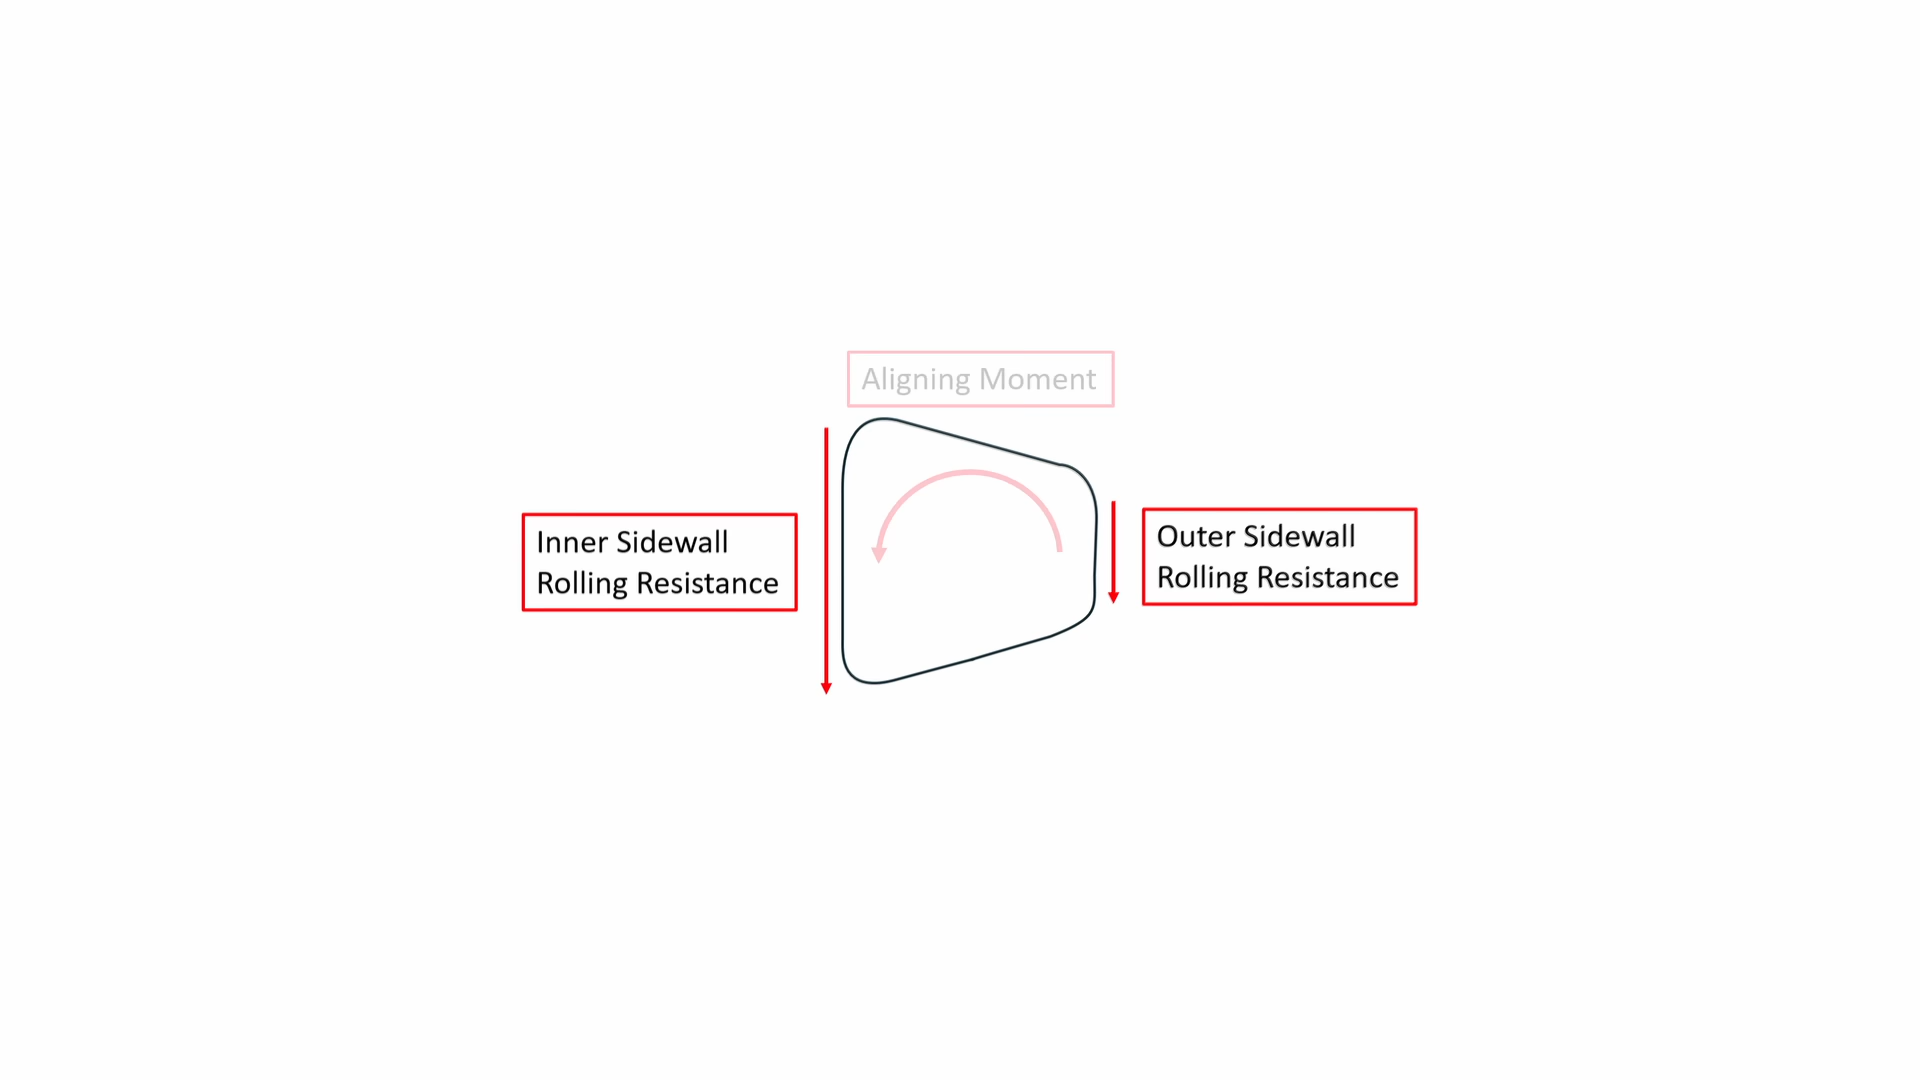 Aligning Moment
Inner Sidewall
Rolling Resistance
Outer Sidewall
Rolling Resistance